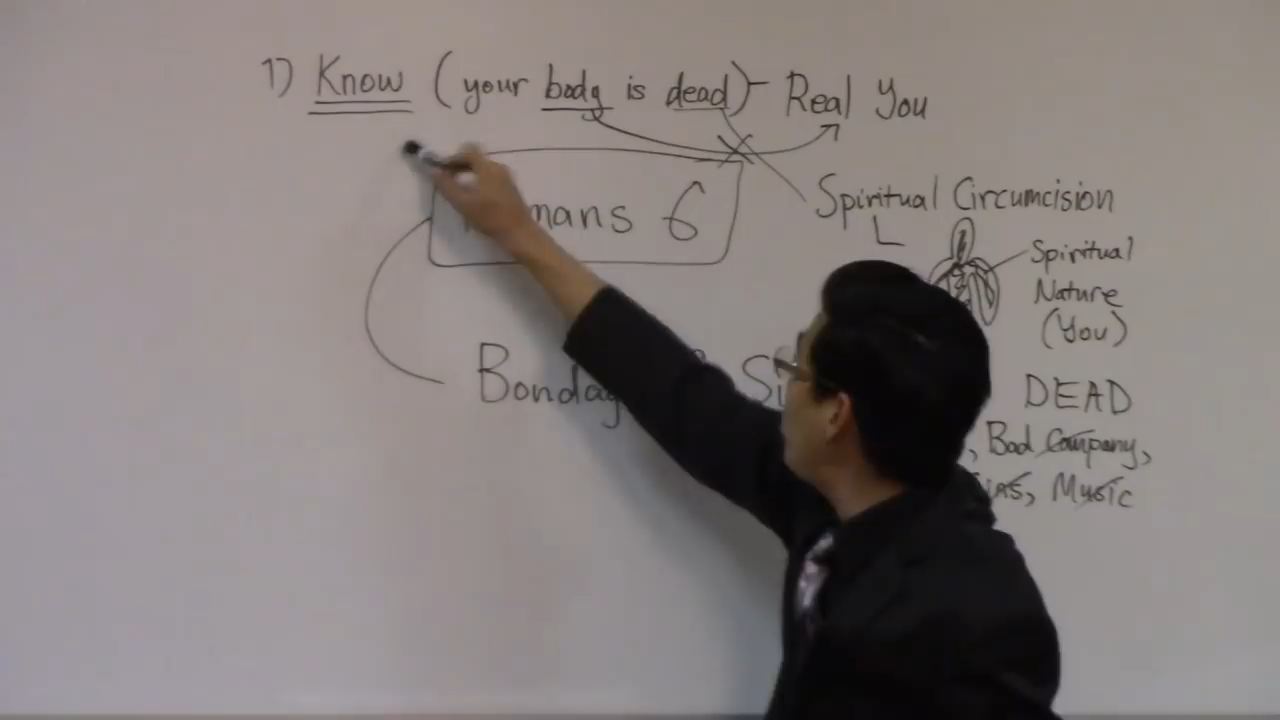 1) Know (your body is dead) - Real You
Spiritual Circumcision
mans 6
Spiritual
Nature
(You)
Bondag Si
DEAD
, Bad Company,
, Music